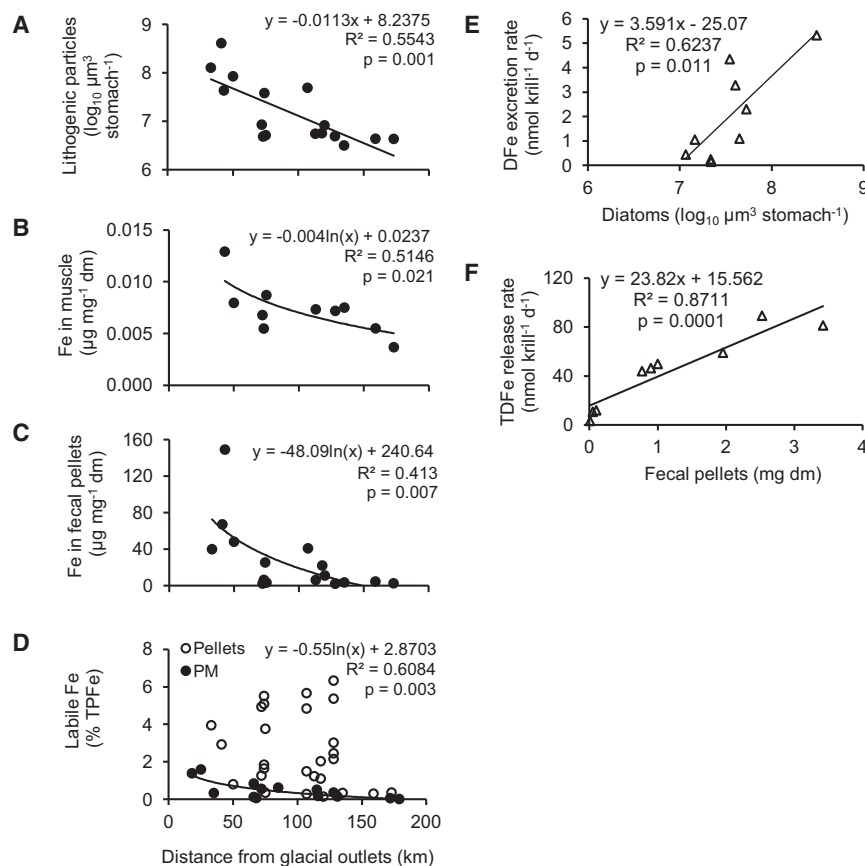 A
Lithogenic particles
(log₁₀ µm³
stomach⁻¹)
9
8
7
6
y = -0.0113x + 8.2375
R² = 0.5543
p = 0.001
B
Fe in muscle
(µg mg⁻¹ dm)
0.015
0.010
0.005
0.000
y = -0.004ln(x) + 0.0237
R² = 0.5146
p = 0.021
C
Fe in fecal pellets
(µg mg⁻¹ dm)
160
120
80
40
0
y = -48.09ln(x) + 240.64
R² = 0.413
p = 0.007
D
Labile Fe
(% TPFe)
8
6
4
2
0
Pellets
PM
y = -0.55ln(x) + 2.8703
R² = 0.6084
p = 0.003
0 50 100 150 200
Distance from glacial outlets (km)
E
DFe excretion rate
(nmol krill⁻¹ d⁻¹)
6
5
4
3
2
1
0
y = 3.591x - 25.07
R² = 0.6237
p = 0.011
6 7 8 9
Diatoms (log₁₀ µm³ stomach⁻¹)
F
TDFe release rate
(nmol krill⁻¹ d⁻¹)
120
80
40
0
y = 23.82x + 15.562
R² = 0.8711
p = 0.0001
0 1 2 3 4
Fecal pellets (mg dm)